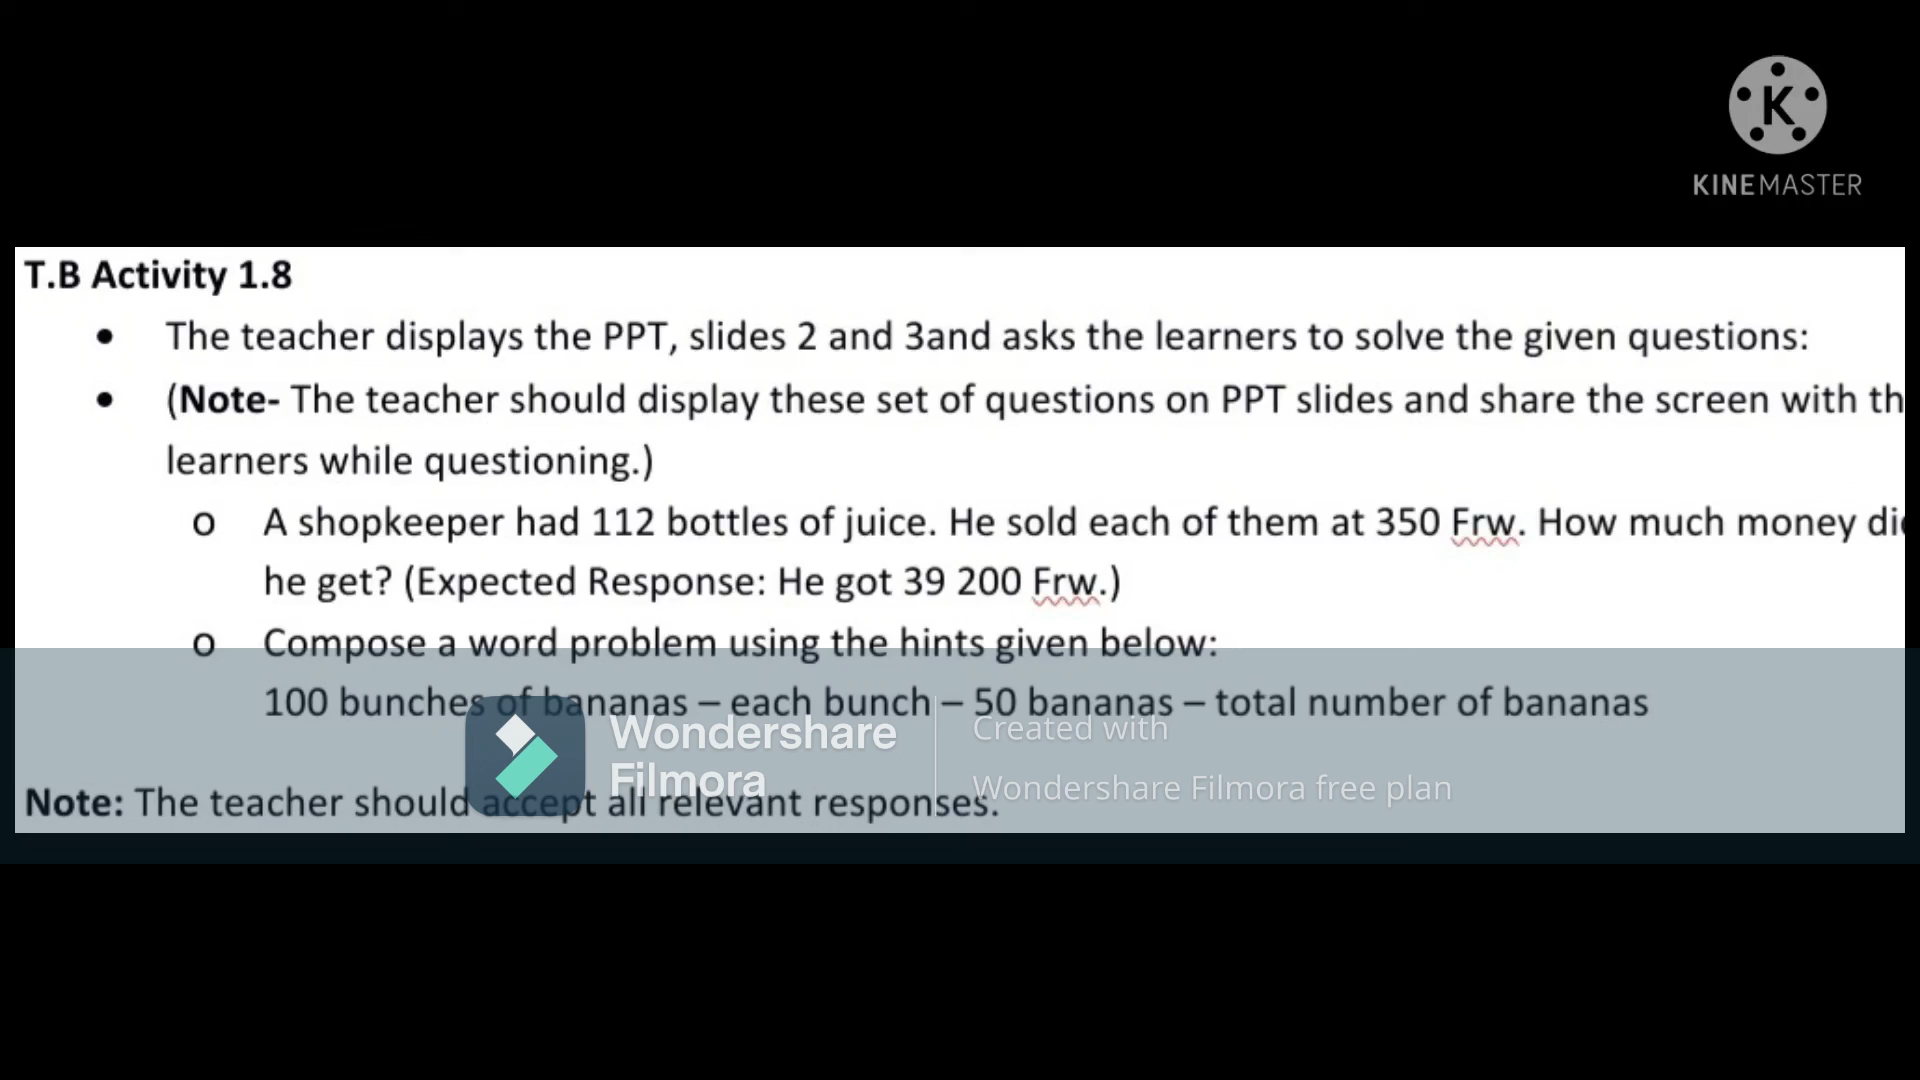 K
KINEMASTER
T.B Activity 1.8
• The teacher displays the PPT, slides 2 and 3and asks the learners to solve the given questions:
• (Note- The teacher should display these set of questions on PPT slides and share the screen with th
learners while questioning.)
o A shopkeeper had 112 bottles of juice. He sold each of them at 350 Frw. How much money di
he get? (Expected Response: He got 39 200 Frw.)
o Compose a word problem using the hints given below:
100 bunches of bananas – each bunch – 50 bananas – total number of bananas
Wondershare
Filmora
Created with
Wondershare Filmora free plan
Note: The teacher should accept all relevant responses.